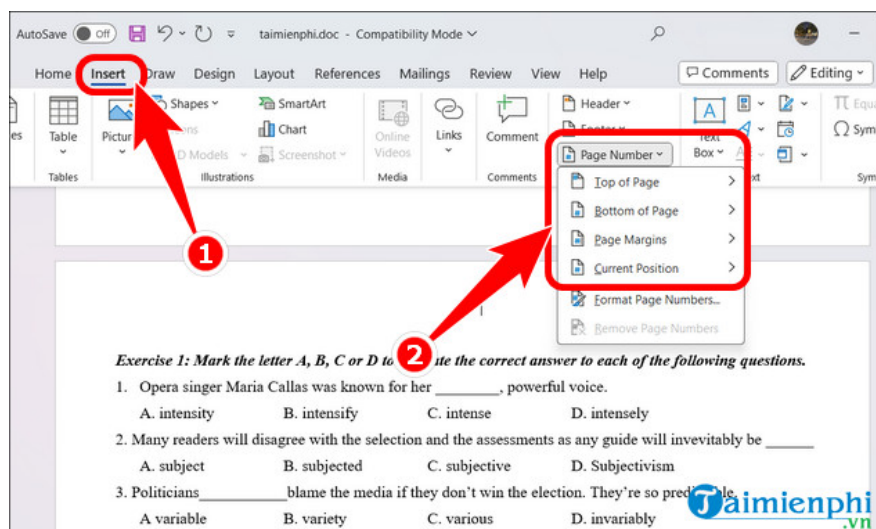 AutoSave Off taimienphi.doc - Compatibility Mode
Home Insert Draw Design Layout References Mailings Review View Help Comments Editing
Table Shapes SmartArt Header
Chart Online Videos Links Comment Text Box
D Models Screenshot Page Number
Tables Illustrations Media Comments
Top of Page
Bottom of Page
Page Margins
Current Position
Format Page Numbers...
Remove Page Numbers
1
2
Exercise 1: Mark the letter A, B, C or D to the correct answer to each of the following questions.
1. Opera singer Maria Callas was known for her ________, powerful voice.
A. intensity B. intensify C. intense D. intensely
2. Many readers will disagree with the selection and the assessments as any guide will invevitably be ______
A. subject B. subjected C. subjective D. Subjectivism
3. Politicians__________blame the media if they don't win the election. They're so
A variable B. variety C. various D. invariably
Taimienphi
.vn